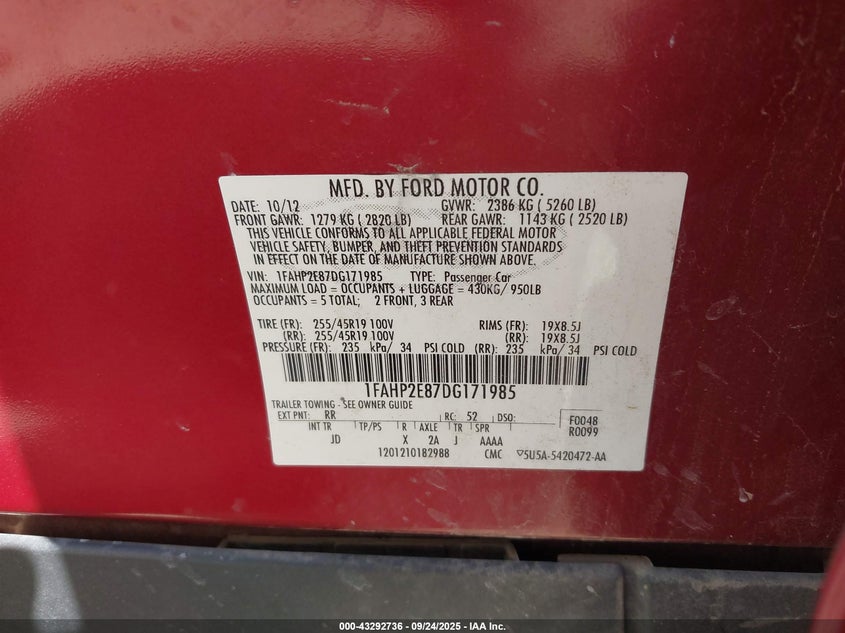 MFD. BY FORD MOTOR CO.
DATE: 10/12 GVWR: 2386 KG ( 5260 LB)
FRONT GAWR: 1279 KG ( 2820 LB) REAR GAWR: 1143 KG ( 2520 LB)
THIS VEHICLE CONFORMS TO ALL APPLICABLE FEDERAL MOTOR
VEHICLE SAFETY, BUMPER, AND THEFT PREVENTION STANDARDS
IN EFFECT ON THE DATE OF MANUFACTURE SHOWN ABOVE.
VIN: 1FAHP2E87DG171985 TYPE: Passenger Car
MAXIMUM LOAD = OCCUPANTS + LUGGAGE = 430KG/ 950LB
OCCUPANTS = 5 TOTAL; 2 FRONT, 3 REAR
TIRE (FR): 255/45R19 100V RIMS (FR): 19X8.5J
(RR): 255/45R19 100V (RR): 19X8.5J
PRESSURE (FR): 235 kPa/ 34 PSI COLD (RR): 235 kPa/ 34 PSI COLD
1FAHP2E87DG171985
TRAILER TOWING - SEE OWNER GUIDE
EXT PNT: RR RC: 52 DSO: F0048
INT TR TP/PS R AXLE TR SPR R0099
JD X 2A J AAAA
1201210182988 CMC ▽5U5A-5420472-AA
000-43292736 - 09/24/2025 - IAA Inc.